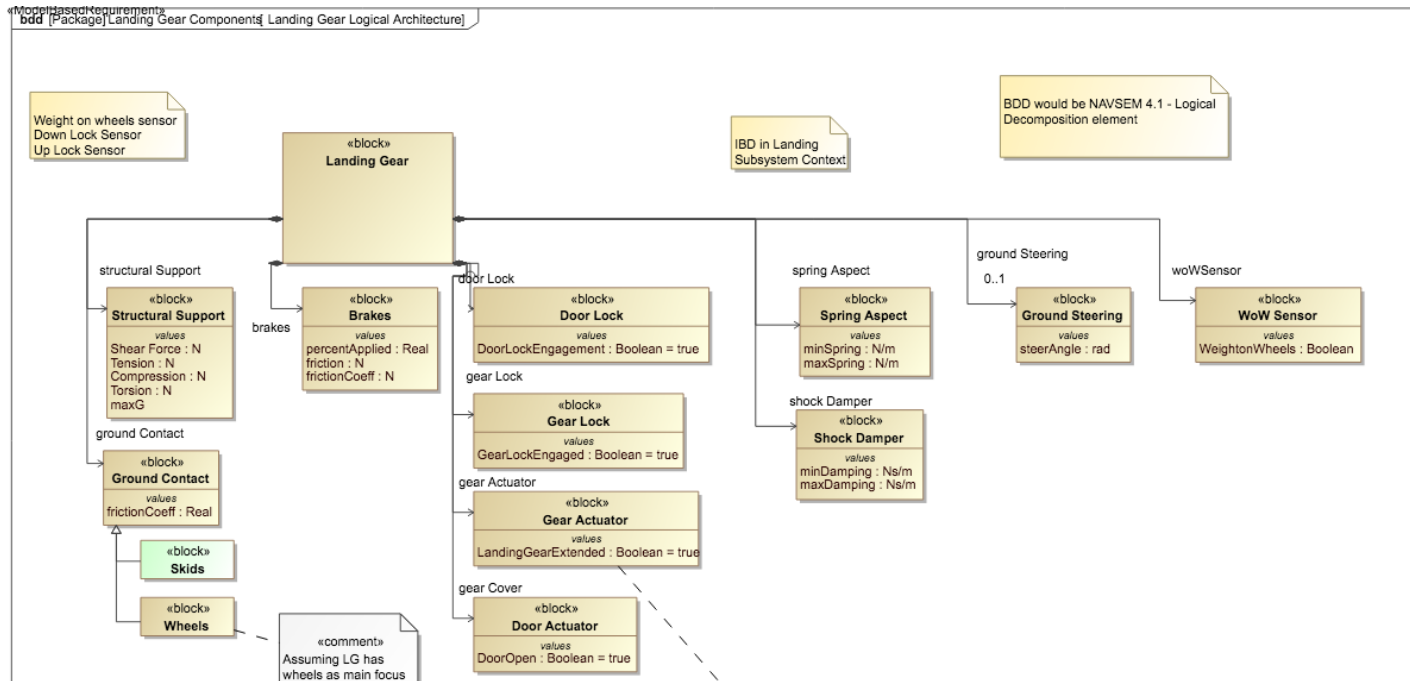 «ModelBasedRequirement»
bdd [Package] Landing Gear Components[ Landing Gear Logical Architecture]
Weight on wheels sensor
Down Lock Sensor
Up Lock Sensor
«block»
Landing Gear
IBD in Landing
Subsystem Context
BDD would be NAVSEM 4.1 - Logical
Decomposition element
structural Support
«block»
Structural Support
values
Shear Force : N
Tension : N
Compression : N
Torsion : N
maxG
ground Contact
«block»
Ground Contact
values
frictionCoeff : Real
«block»
Skids
«block»
Wheels
«comment»
Assuming LG has
wheels as main focus
brakes
«block»
Brakes
values
percentApplied : Real
friction : N
frictionCoeff : N
door Lock
«block»
Door Lock
values
DoorLockEngagement : Boolean = true
gear Lock
«block»
Gear Lock
values
GearLockEngaged : Boolean = true
gear Actuator
«block»
Gear Actuator
values
LandingGearExtended : Boolean = true
gear Cover
«block»
Door Actuator
values
DoorOpen : Boolean = true
spring Aspect
«block»
Spring Aspect
values
minSpring : N/m
maxSpring : N/m
shock Damper
«block»
Shock Damper
values
minDamping : Ns/m
maxDamping : Ns/m
ground Steering
0..1
«block»
Ground Steering
values
steerAngle : rad
woWSensor
«block»
WoW Sensor
values
WeightonWheels : Boolean